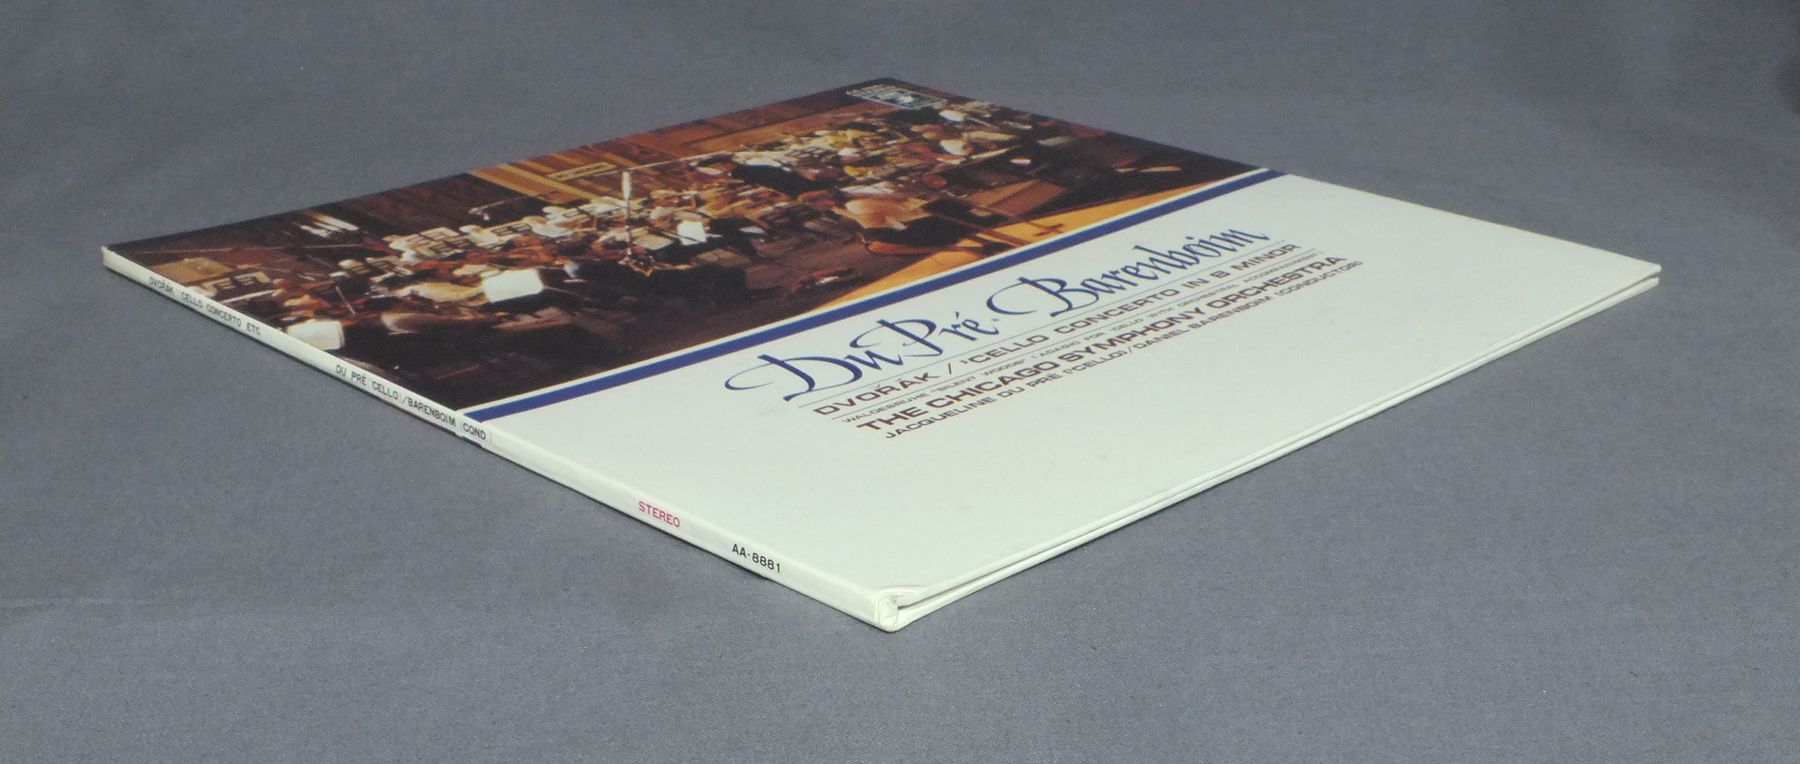 Du Pré · Barenboim
DVOŘÁK / 'CELLO CONCERTO IN B MINOR
WALDESRUHE "SILENT WOODS" (ADAGIO FOR 'CELLO WITH ORCHESTRAL ACCOMPANIMENT)
THE CHICAGO SYMPHONY ORCHESTRA
JACQUELINE DU PRÉ ('CELLO)/DANIEL BARENBOIM (CONDUCTOR)
DVOŘÁK 'CELLO CONCERTO ETC.
DU PRÉ 'CELLO)/BARENBOIM (COND)
STEREO
AA-8881